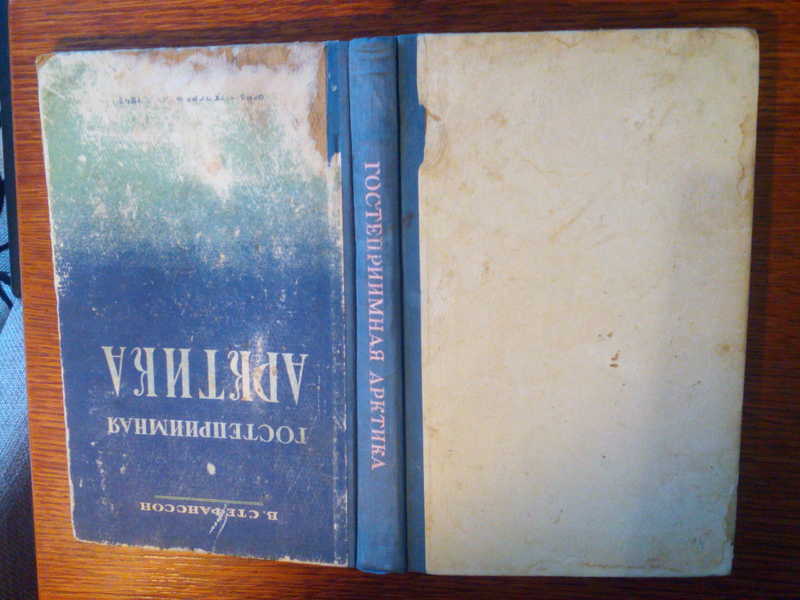 В. СТЕФАНССОН
ГОСТЕПРИИМНАЯ
АРКТИКА
ГОСТЕПРИИМНАЯ АРКТИКА